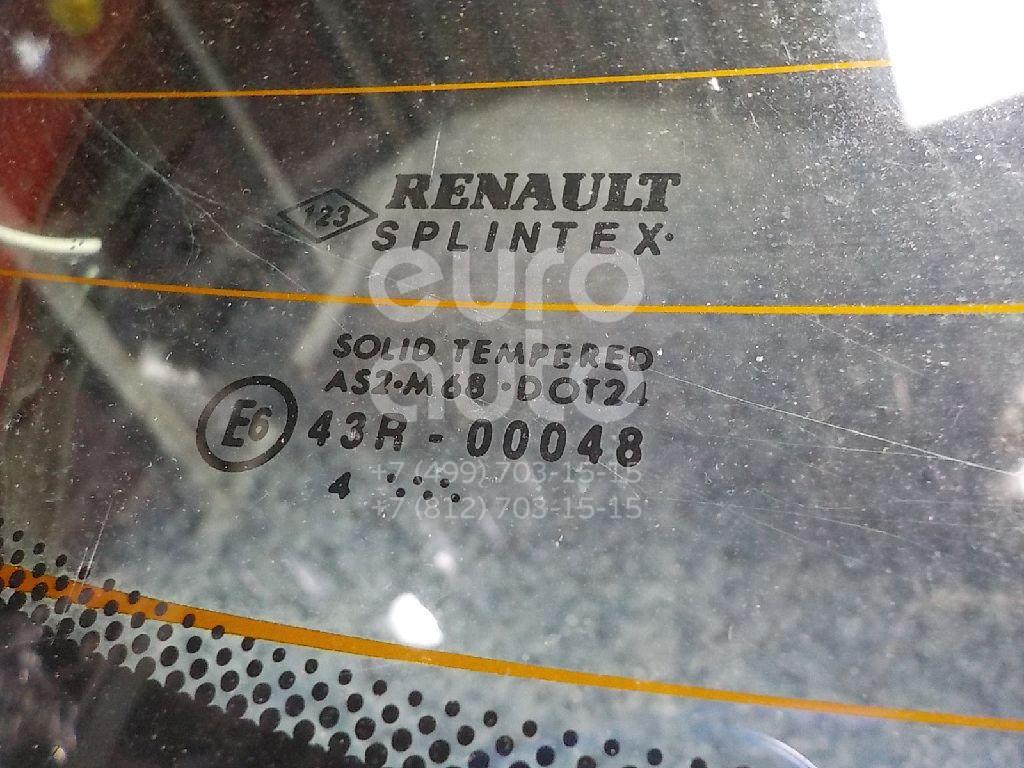 RENAULT
123
SPLINTEX
euro
SOLID TEMPERED
AS2·M68·DOT24
auto
E6 43R - 00048
+7 (499) 703-15-15
4 ·:·:·
+7 (812) 703-15-15